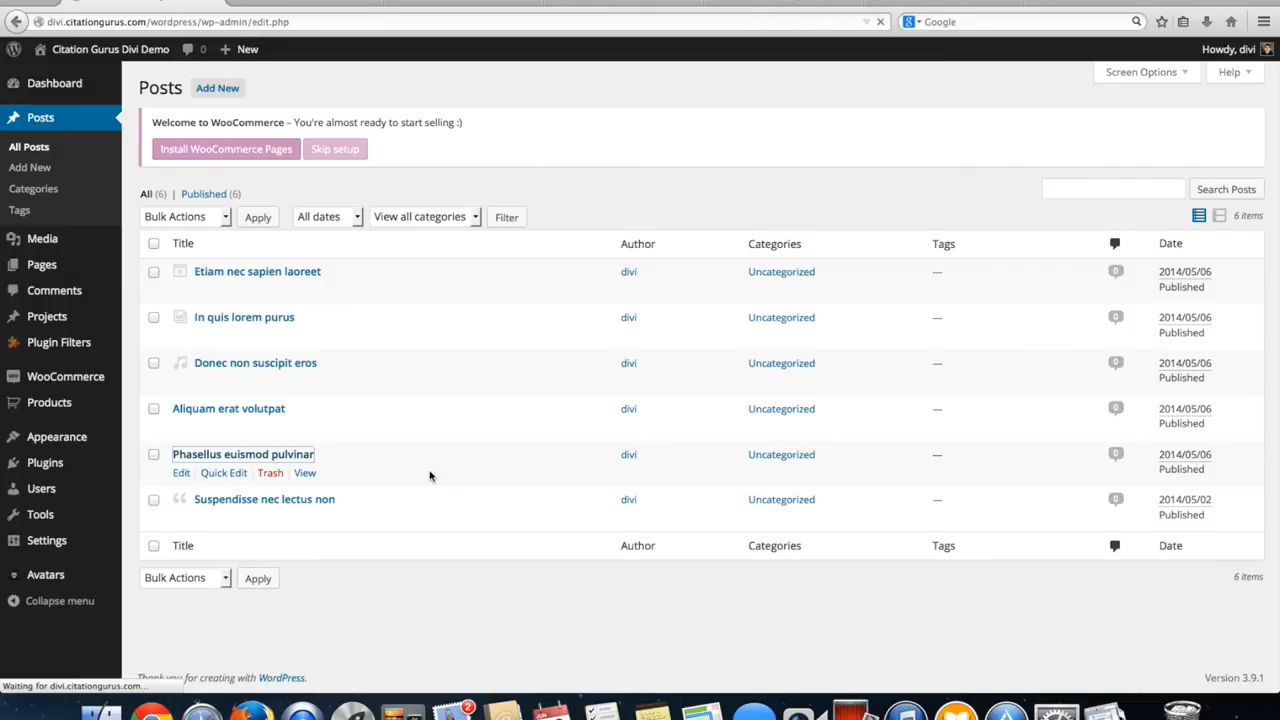 divi.citationgurus.com/wordpress/wp-admin/edit.php
Google
Citation Gurus Divi Demo 0 New Howdy, divi
Screen Options Help
Dashboard
Posts
All Posts
Add New
Categories
Tags
Media
Pages
Comments
Projects
Plugin Filters
WooCommerce
Products
Appearance
Plugins
Users
Tools
Settings
Avatars
Collapse menu
Posts Add New
Welcome to WooCommerce – You're almost ready to start selling :)
Install WooCommerce Pages Skip setup
All (6) | Published (6)
Search Posts
Bulk Actions Apply All dates View all categories Filter 6 items
Title Author Categories Tags Date
Etiam nec sapien laoreet divi Uncategorized — 0 2014/05/06
Published
In quis lorem purus divi Uncategorized — 0 2014/05/06
Published
Donec non suscipit eros divi Uncategorized — 0 2014/05/06
Published
Aliquam erat volutpat divi Uncategorized — 0 2014/05/06
Published
Phasellus euismod pulvinar divi Uncategorized — 0 2014/05/06
Edit Quick Edit Trash View Published
Suspendisse nec lectus non divi Uncategorized — 0 2014/05/02
Published
Title Author Categories Tags Date
Bulk Actions Apply 6 items
Thank you for creating with WordPress. Version 3.9.1
Waiting for divi.citationgurus.com...
2